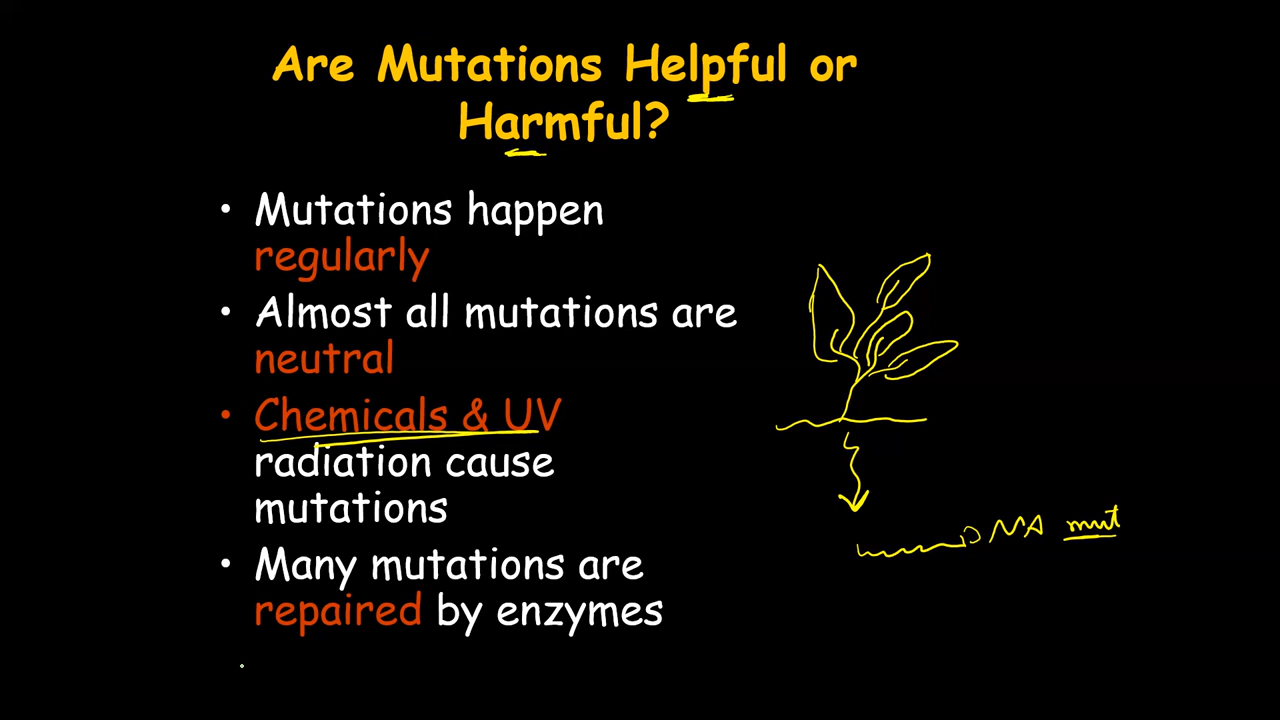 Are Mutations Helpful or
Harmful?
• Mutations happen
regularly
• Almost all mutations are
neutral
• Chemicals & UV
radiation cause
mutations
• Many mutations are
repaired by enzymes
DNA mut